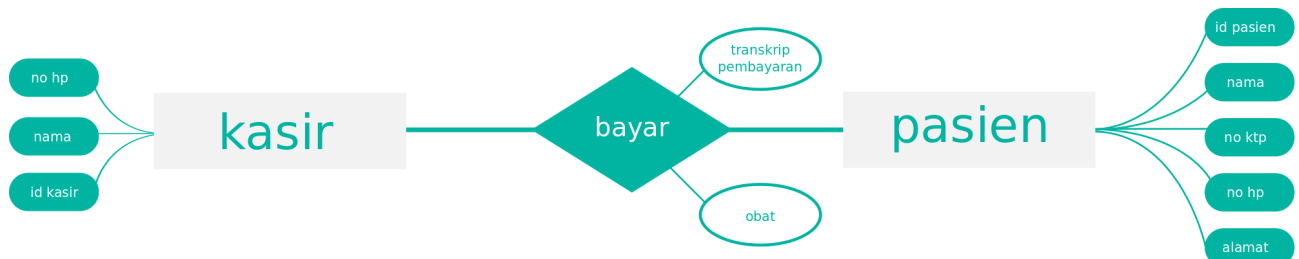 no hp
nama
id kasir
kasir
bayar
transkrip
pembayaran
obat
pasien
id pasien
nama
no ktp
no hp
alamat